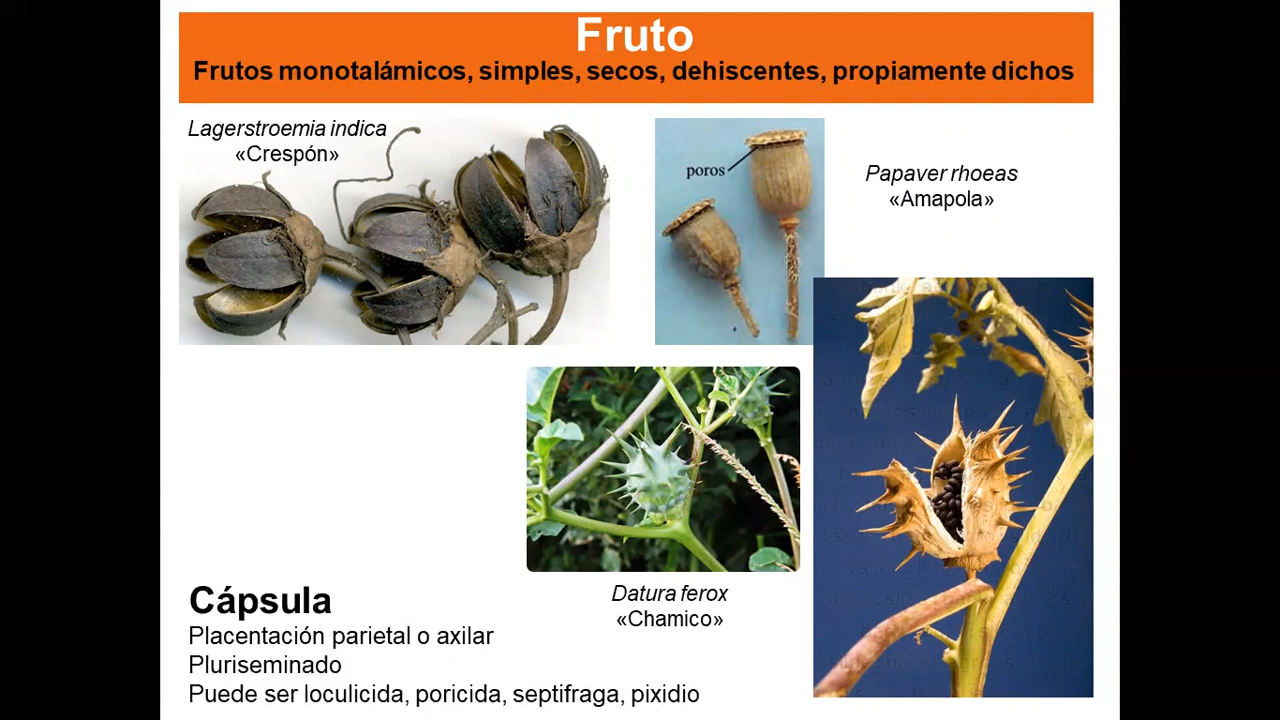 Fruto
Frutos monotalámicos, simples, secos, dehiscentes, propiamente dichos
Lagerstroemia indica
«Crespón»
poros
Papaver rhoeas
«Amapola»
Datura ferox
«Chamico»
Cápsula
Placentación parietal o axilar
Pluriseminado
Puede ser loculicida, poricida, septifraga, pixidio